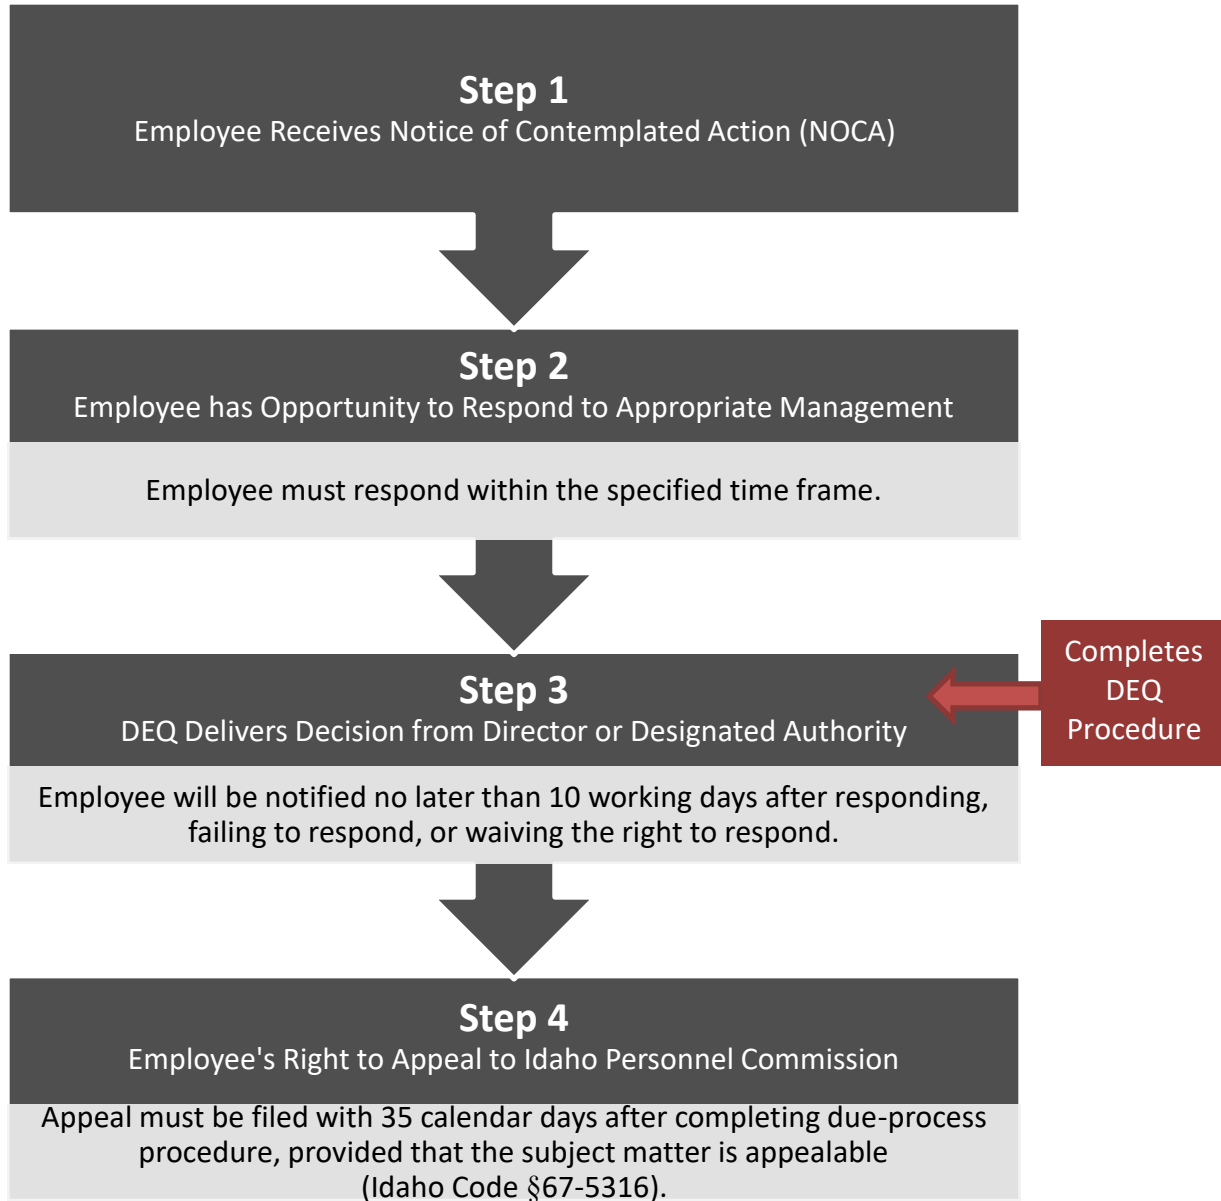 Step 1
Employee Receives Notice of Contemplated Action (NOCA)
Step 2
Employee has Opportunity to Respond to Appropriate Management
Employee must respond within the specified time frame.
Step 3
DEQ Delivers Decision from Director or Designated Authority
Completes
DEQ
Procedure
Employee will be notified no later than 10 working days after responding,
failing to respond, or waiving the right to respond.
Step 4
Employee's Right to Appeal to Idaho Personnel Commission
Appeal must be filed with 35 calendar days after completing due-process
procedure, provided that the subject matter is appealable
(Idaho Code §67-5316).